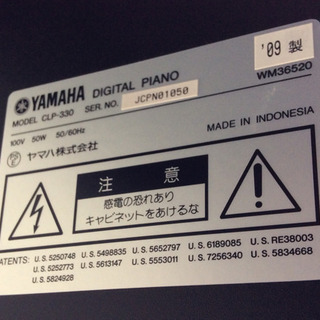 '09 製
YAMAHA DIGITAL PIANO
WM36520
MODEL CLP-330 SER NO. JCPN01050
100V 50W 50/60Hz
MADE IN INDONESIA
ヤマハ株式会社
注 意
感電の恐れあり
キャビネットをあけるな
PATENTS: U.S. 5250748 U.S. 5498835 U.S. 5652797 U.S. 6189085 U.S. RE38003
U.S. 5252773 U.S. 5613147 U.S. 5553011 U.S. 7256340 U.S. 5834668
U.S. 5824928